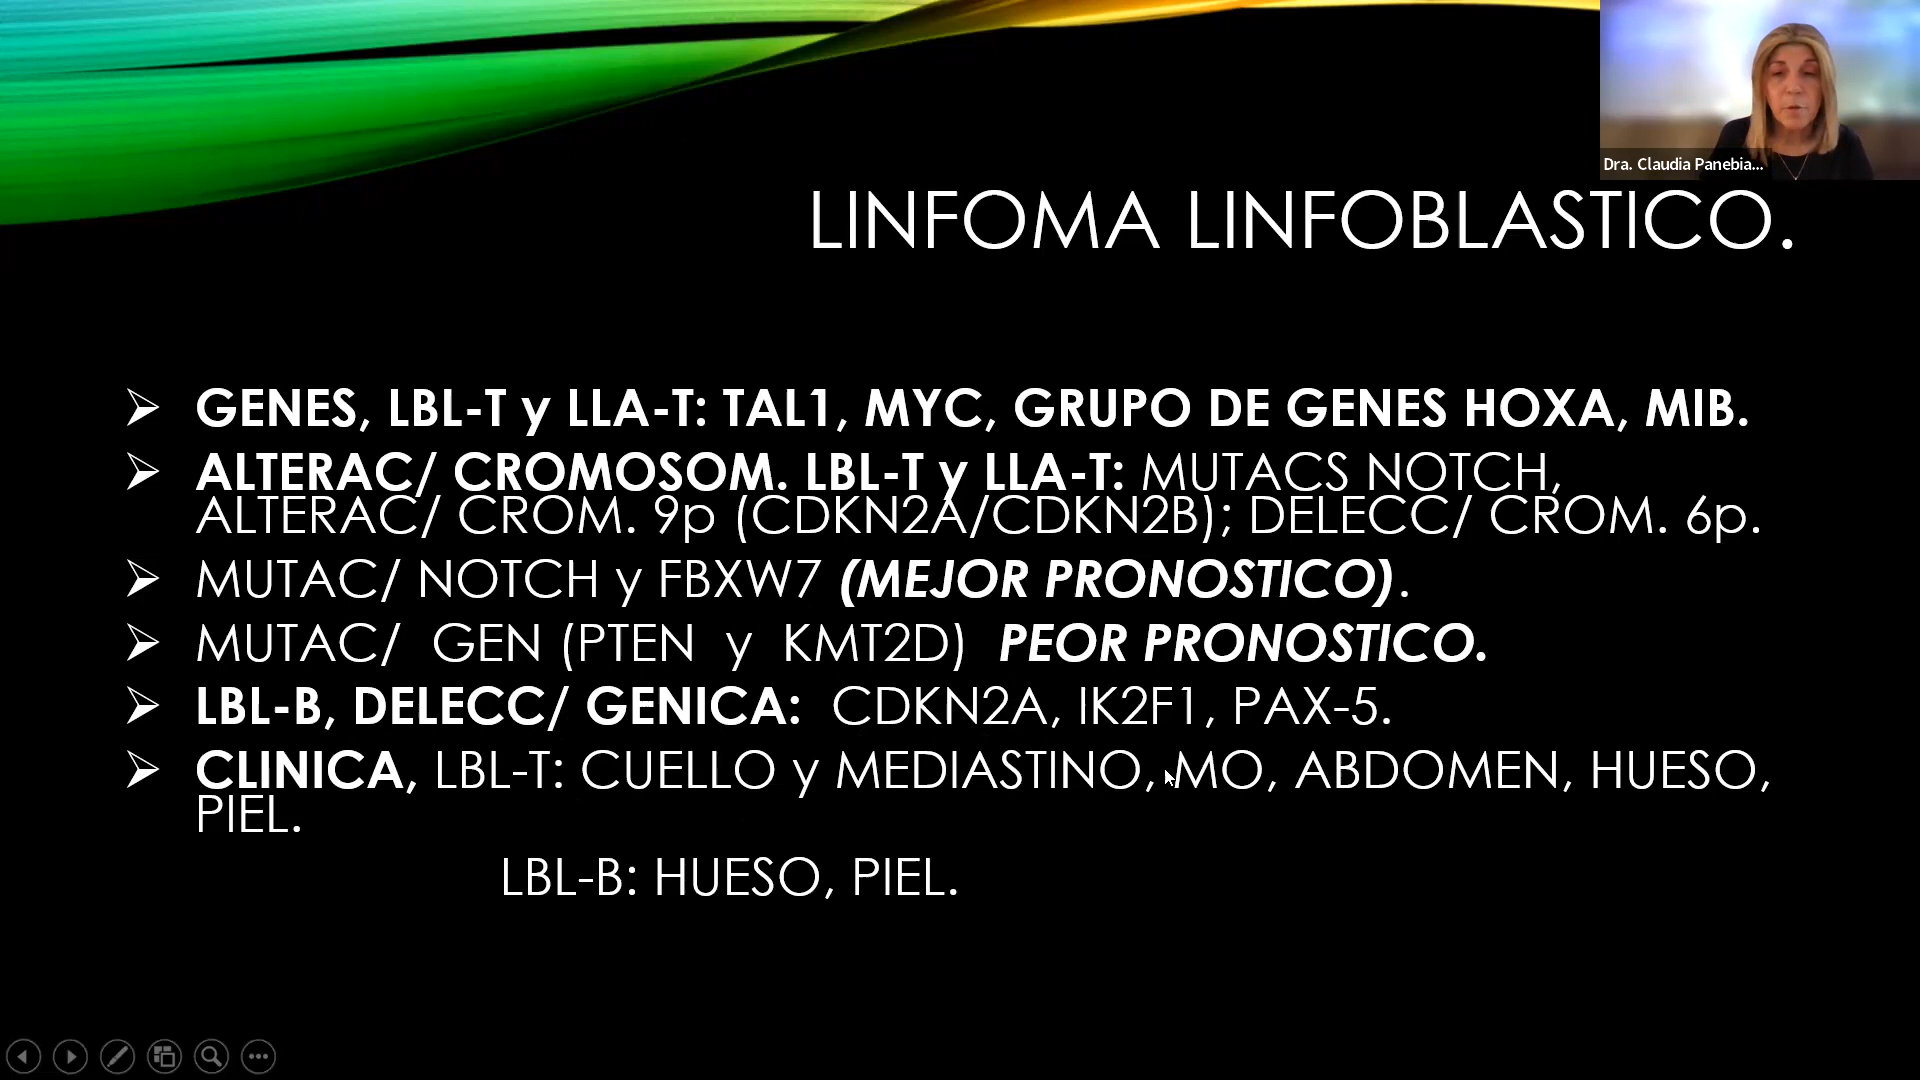 Dra. Claudia Panebia...
LINFOMA LINFOBLASTICO.
GENES, LBL-T y LLA-T: TAL1, MYC, GRUPO DE GENES HOXA, MIB.
ALTERAC/ CROMOSOM. LBL-T y LLA-T: MUTACS NOTCH,
ALTERAC/ CROM. 9p (CDKN2A/CDKN2B); DELECC/ CROM. 6p.
MUTAC/ NOTCH y FBXW7 (MEJOR PRONOSTICO).
MUTAC/ GEN (PTEN y KMT2D) PEOR PRONOSTICO.
LBL-B, DELECC/ GENICA: CDKN2A, IK2F1, PAX-5.
CLINICA, LBL-T: CUELLO y MEDIASTINO, MO, ABDOMEN, HUESO,
PIEL.
LBL-B: HUESO, PIEL.